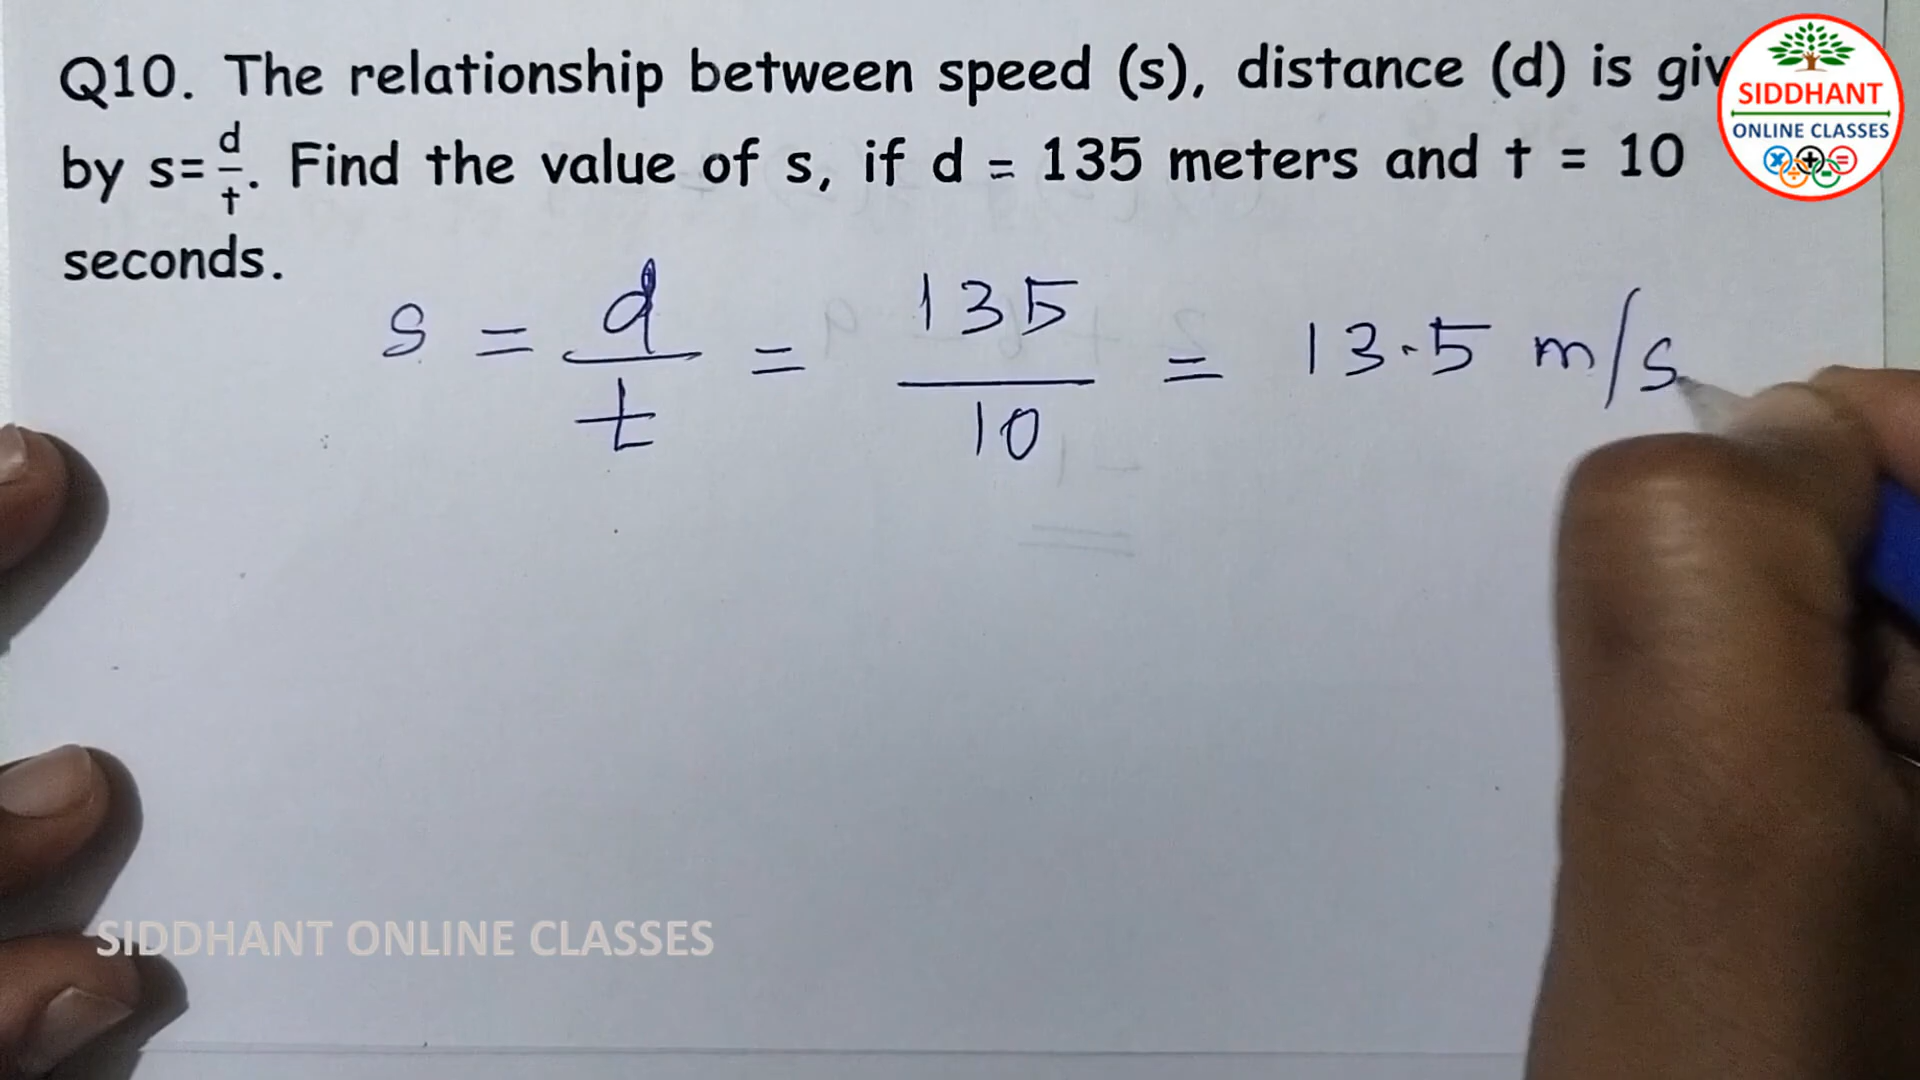 Q10. The relationship between speed (s), distance (d) is giv
by s=d/t. Find the value of s, if d = 135 meters and t = 10
seconds.
s = d/t = 135/10 = 13.5 m/s
SIDDHANT
ONLINE CLASSES
SIDDHANT ONLINE CLASSES